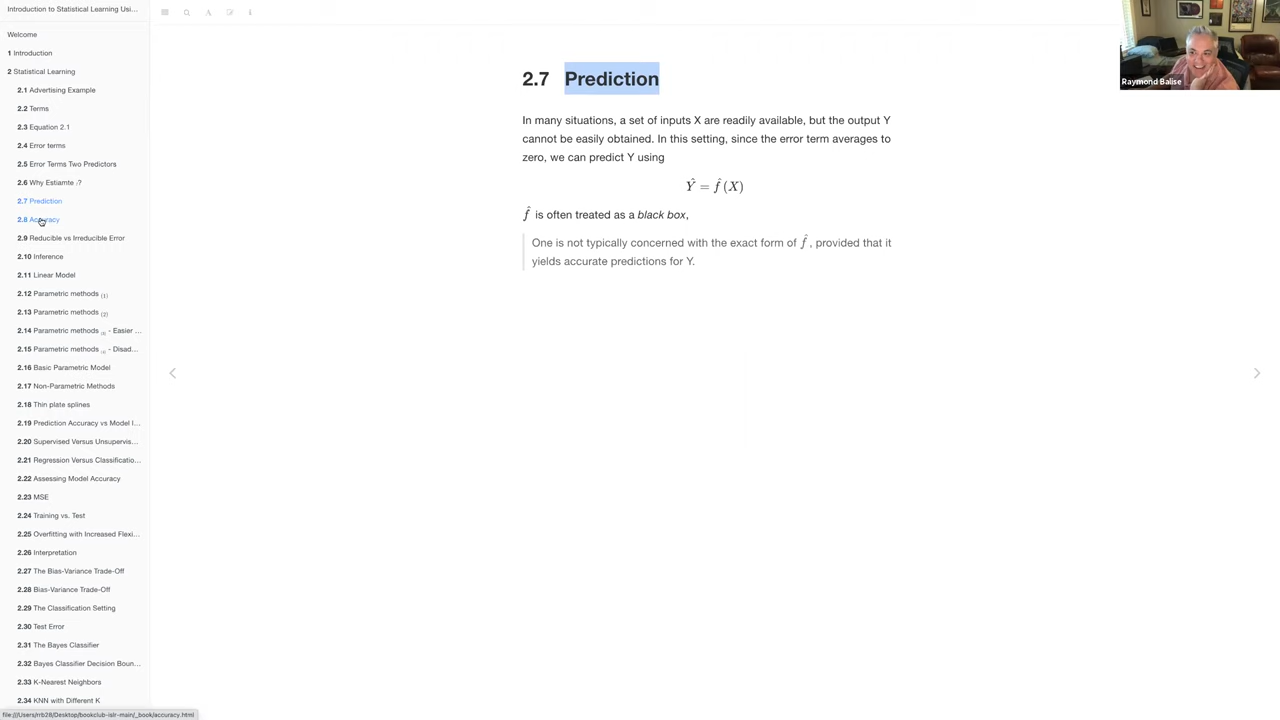 Introduction to Statistical Learning Usi...
Welcome
1 Introduction
2 Statistical Learning
2.1 Advertising Example
2.2 Terms
2.3 Equation 2.1
2.4 Error terms
2.5 Error Terms Two Predictors
2.6 Why Estiamte ?
2.7 Prediction
2.8 Accuracy
2.9 Reducible vs Irreducible Error
2.10 Inference
2.11 Linear Model
2.12 Parametric methods (1)
2.13 Parametric methods (2)
2.14 Parametric methods - Easier ...
2.15 Parametric methods - Disad...
2.16 Basic Parametric Model
2.17 Non-Parametric Methods
2.18 Thin plate splines
2.19 Prediction Accuracy vs Model I...
2.20 Supervised Versus Unsupervis...
2.21 Regression Versus Classificatio...
2.22 Assessing Model Accuracy
2.23 MSE
2.24 Training vs. Test
2.25 Overfitting with Increased Flexi...
2.26 Interpretation
2.27 The Bias-Variance Trade-Off
2.28 Bias-Variance Trade-Off
2.29 The Classification Setting
2.30 Test Error
2.31 The Bayes Classifier
2.32 Bayes Classifier Decision Boun...
2.33 K-Nearest Neighbors
2.34 KNN with Different K
file:///Users/rrb28/Desktop/bookclub-islr-main/_book/accuracy.html
2.7 Prediction
In many situations, a set of inputs X are readily available, but the output Y
cannot be easily obtained. In this setting, since the error term averages to
zero, we can predict Y using
Ŷ = f̂ (X)
f̂ is often treated as a black box,
One is not typically concerned with the exact form of f̂ , provided that it
yields accurate predictions for Y.
Raymond Balise